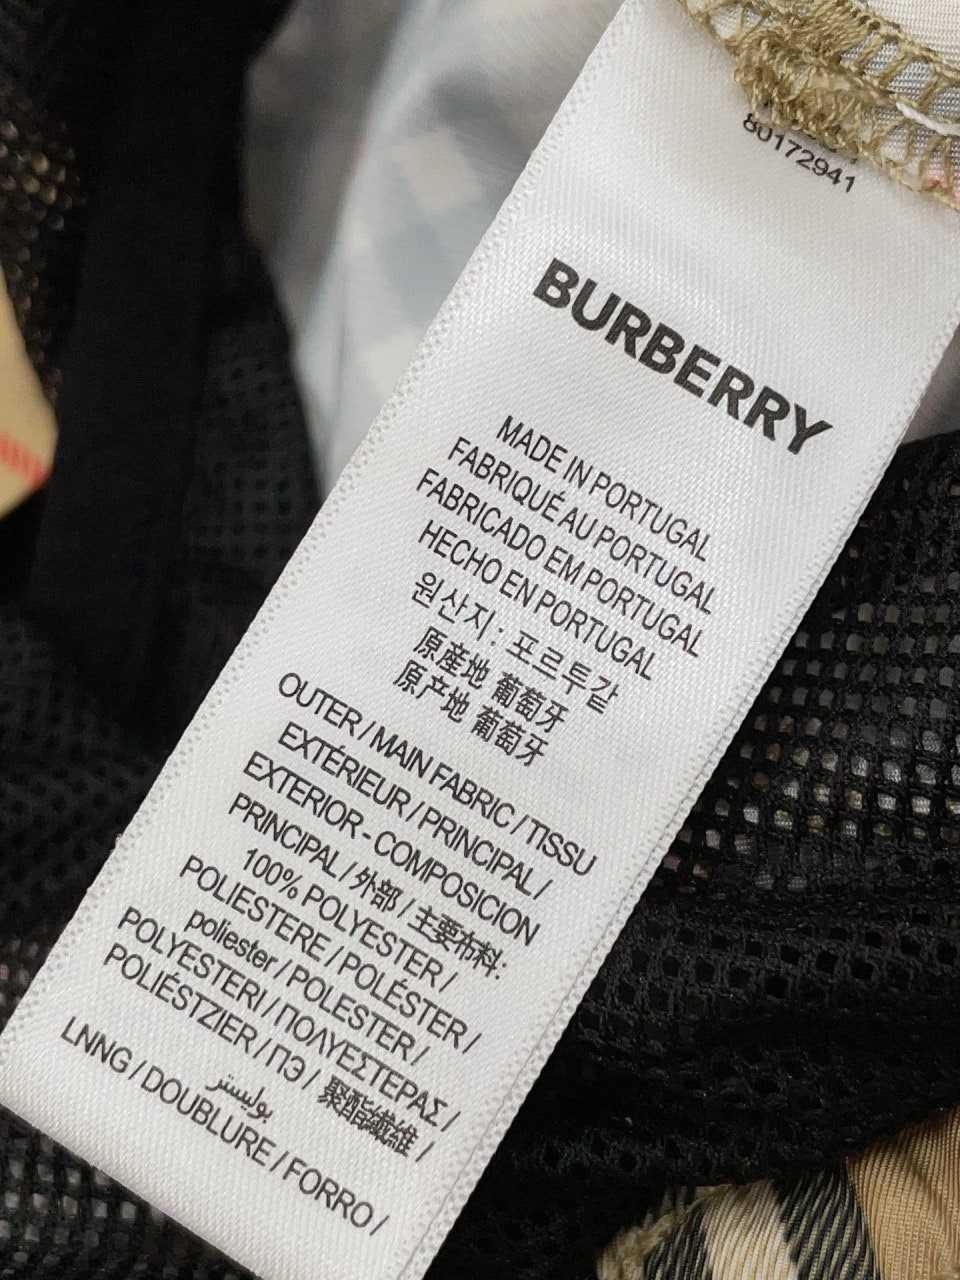 80172941
BURBERRY
MADE IN PORTUGAL
FABRIQUÉ AU PORTUGAL
FABRICADO EM PORTUGAL
HECHO EN PORTUGAL
원산지 : 포르투갈
原産地 葡萄牙
原产地 葡萄牙
OUTER / MAIN FABRIC / TISSU
EXTÉRIEUR / PRINCIPAL /
EXTERIOR - COMPOSICION
PRINCIPAL / 外部 / 主要布料:
100% POLYESTER /
POLIESTERE / POLÉSTER /
poliester / POLESTER /
POLYESTERI / ΠΟΛΥΕΣΤΕΡΑΣ /
POLIÉSTZIER / ПЭ / 聚酯纖維 /
بوليستر
LNNG / DOUBLURE / FORRO /